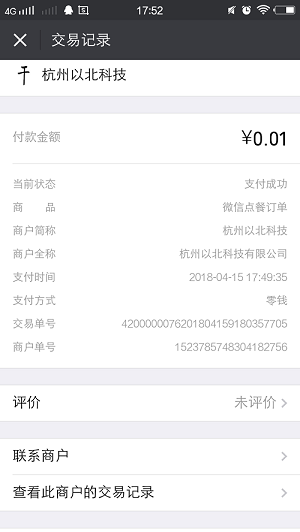 4G 17:52
交易记录
杭州以北科技
付款金额 ¥0.01
当前状态 支付成功
商 品 微信点餐订单
商户简称 杭州以北科技
商户全称 杭州以北科技有限公司
支付时间 2018-04-15 17:49:35
支付方式 零钱
交易单号 4200000076201804159180357705
商户单号 1523785748304182756
评价 未评价
联系商户
查看此商户的交易记录